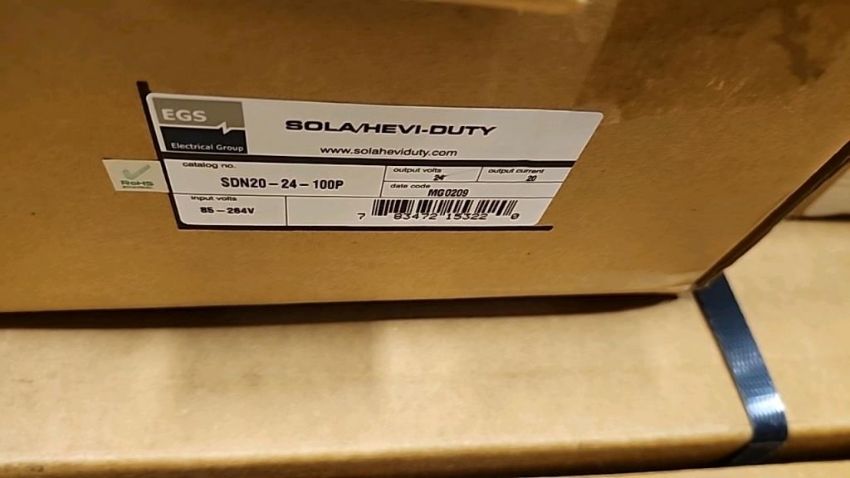 EGS
Electrical Group
SOLA/HEVI-DUTY
www.solaheviduty.com
RoHS
catalog no.
SDN20-24-100P
output volts
24
output current
20
date code
MG0209
input volts
85-264V
7 83472 15322 0